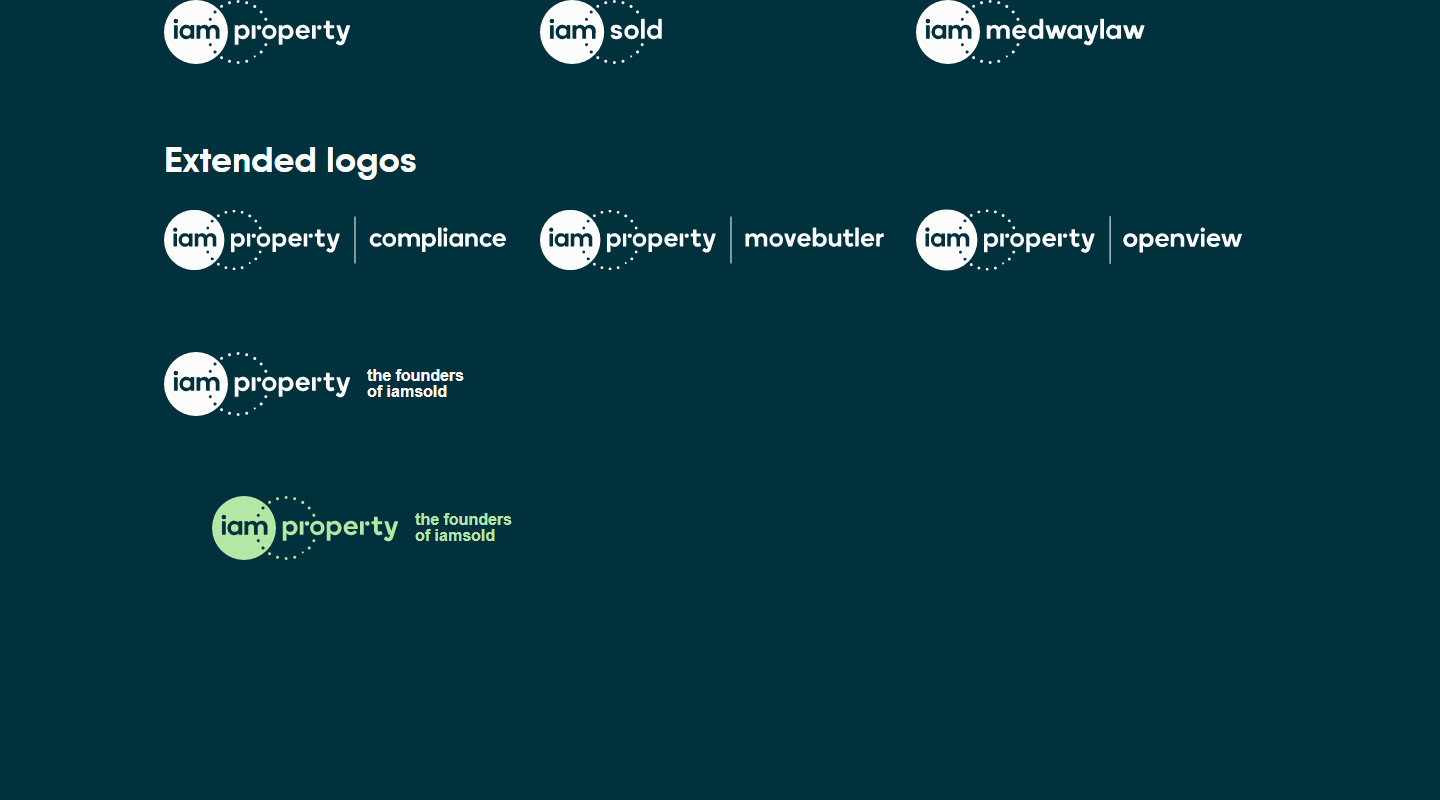 iam property
iam sold
iam medwaylaw
Extended logos
iam property | compliance
iam property | movebutler
iam property | openview
iam property the founders
of iamsold
iam property the founders
of iamsold